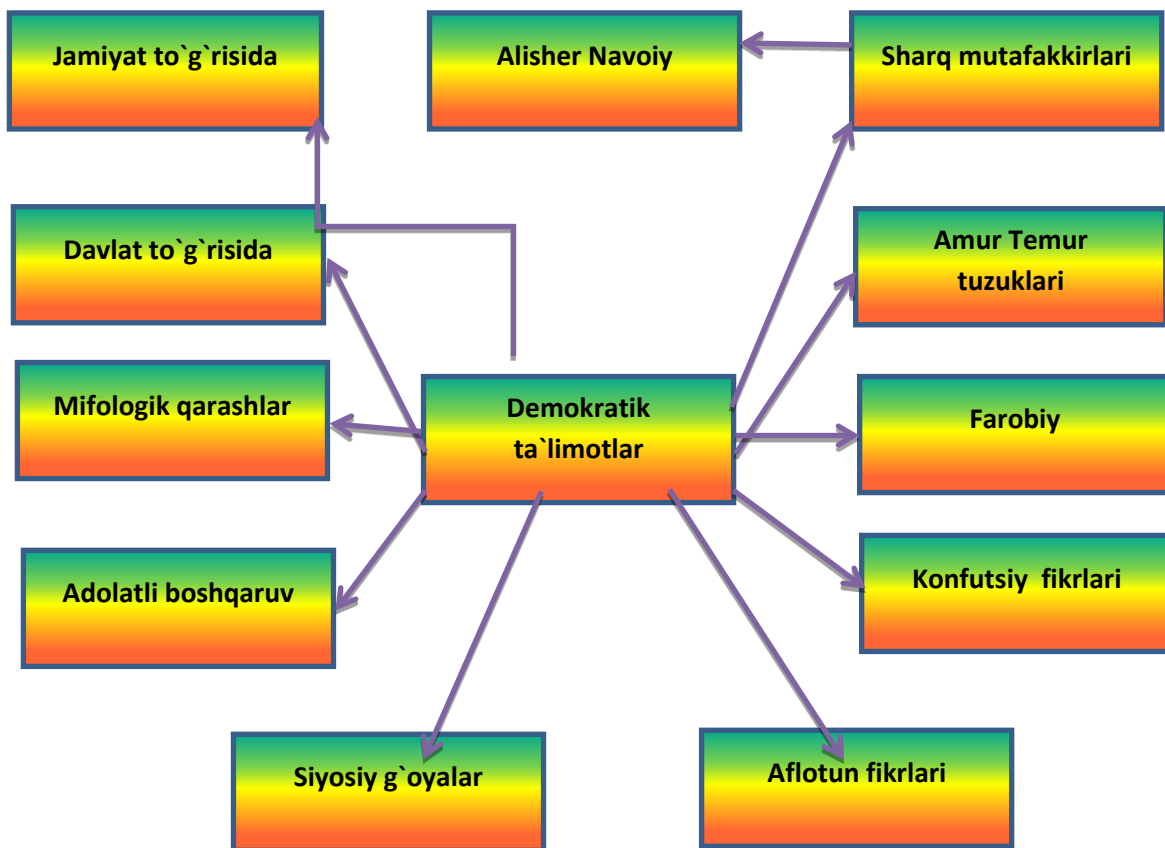 Jamiyat to`g`risida
Alisher Navoiy
Sharq mutafakkirlari
Davlat to`g`risida
Amur Temur
tuzuklari
Mifologik qarashlar
Demokratik
ta`limotlar
Farobiy
Adolatli boshqaruv
Konfutsiy  fikrlari
Siyosiy g`oyalar
Aflotun fikrlari